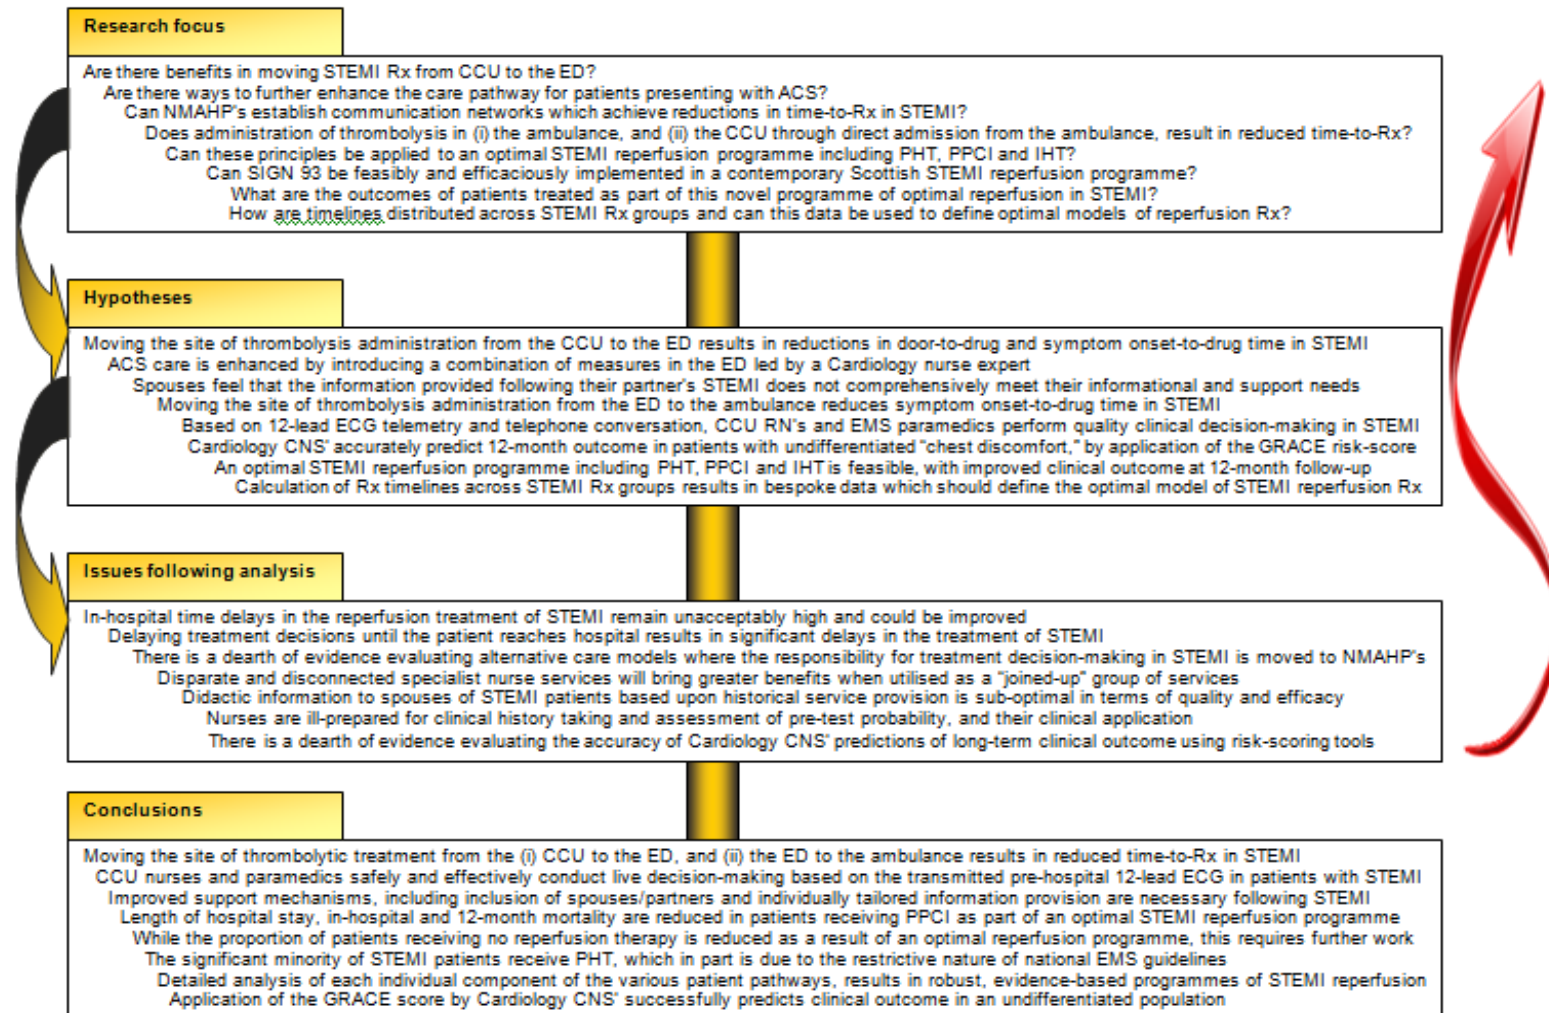 Research focus
Are there benefits in moving STEMI Rx from CCU to the ED?
Are there ways to further enhance the care pathway for patients presenting with ACS?
Can NMAHP's establish communication networks which achieve reductions in time-to-Rx in STEMI?
Does administration of thrombolysis in (i) the ambulance, and (ii) the CCU through direct admission from the ambulance, result in reduced time-to-Rx?
Can these principles be applied to an optimal STEMI reperfusion programme including PHT, PPCI and IHT?
Can SIGN 93 be feasibly and efficaciously implemented in a contemporary Scottish STEMI reperfusion programme?
What are the outcomes of patients treated as part of this novel programme of optimal reperfusion in STEMI?
How are timelines distributed across STEMI Rx groups and can this data be used to define optimal models of reperfusion Rx?
Hypotheses
Moving the site of thrombolysis administration from the CCU to the ED results in reductions in door-to-drug and symptom onset-to-drug time in STEMI
ACS care is enhanced by introducing a combination of measures in the ED led by a Cardiology nurse expert
Spouses feel that the information provided following their partner's STEMI does not comprehensively meet their informational and support needs
Moving the site of thrombolysis administration from the ED to the ambulance reduces symptom onset-to-drug time in STEMI
Based on 12-lead ECG telemetry and telephone conversation, CCU RN's and EMS paramedics perform quality clinical decision-making in STEMI
Cardiology CNS' accurately predict 12-month outcome in patients with undifferentiated "chest discomfort," by application of the GRACE risk-score
An optimal STEMI reperfusion programme including PHT, PPCI and IHT is feasible, with improved clinical outcome at 12-month follow-up
Calculation of Rx timelines across STEMI Rx groups results in bespoke data which should define the optimal model of STEMI reperfusion Rx
Issues following analysis
In-hospital time delays in the reperfusion treatment of STEMI remain unacceptably high and could be improved
Delaying treatment decisions until the patient reaches hospital results in significant delays in the treatment of STEMI
There is a dearth of evidence evaluating alternative care models where the responsibility for treatment decision-making in STEMI is moved to NMAHP's
Disparate and disconnected specialist nurse services will bring greater benefits when utilised as a "joined-up" group of services
Didactic information to spouses of STEMI patients based upon historical service provision is sub-optimal in terms of quality and efficacy
Nurses are ill-prepared for clinical history taking and assessment of pre-test probability, and their clinical application
There is a dearth of evidence evaluating the accuracy of Cardiology CNS' predictions of long-term clinical outcome using risk-scoring tools
Conclusions
Moving the site of thrombolytic treatment from the (i) CCU to the ED, and (ii) the ED to the ambulance results in reduced time-to-Rx in STEMI
CCU nurses and paramedics safely and effectively conduct live decision-making based on the transmitted pre-hospital 12-lead ECG in patients with STEMI
Improved support mechanisms, including inclusion of spouses/partners and individually tailored information provision are necessary following STEMI
Length of hospital stay, in-hospital and 12-month mortality are reduced in patients receiving PPCI as part of an optimal STEMI reperfusion programme
While the proportion of patients receiving no reperfusion therapy is reduced as a result of an optimal reperfusion programme, this requires further work
The significant minority of STEMI patients receive PHT, which in part is due to the restrictive nature of national EMS guidelines
Detailed analysis of each individual component of the various patient pathways, results in robust, evidence-based programmes of STEMI reperfusion
Application of the GRACE score by Cardiology CNS' successfully predicts clinical outcome in an undifferentiated population